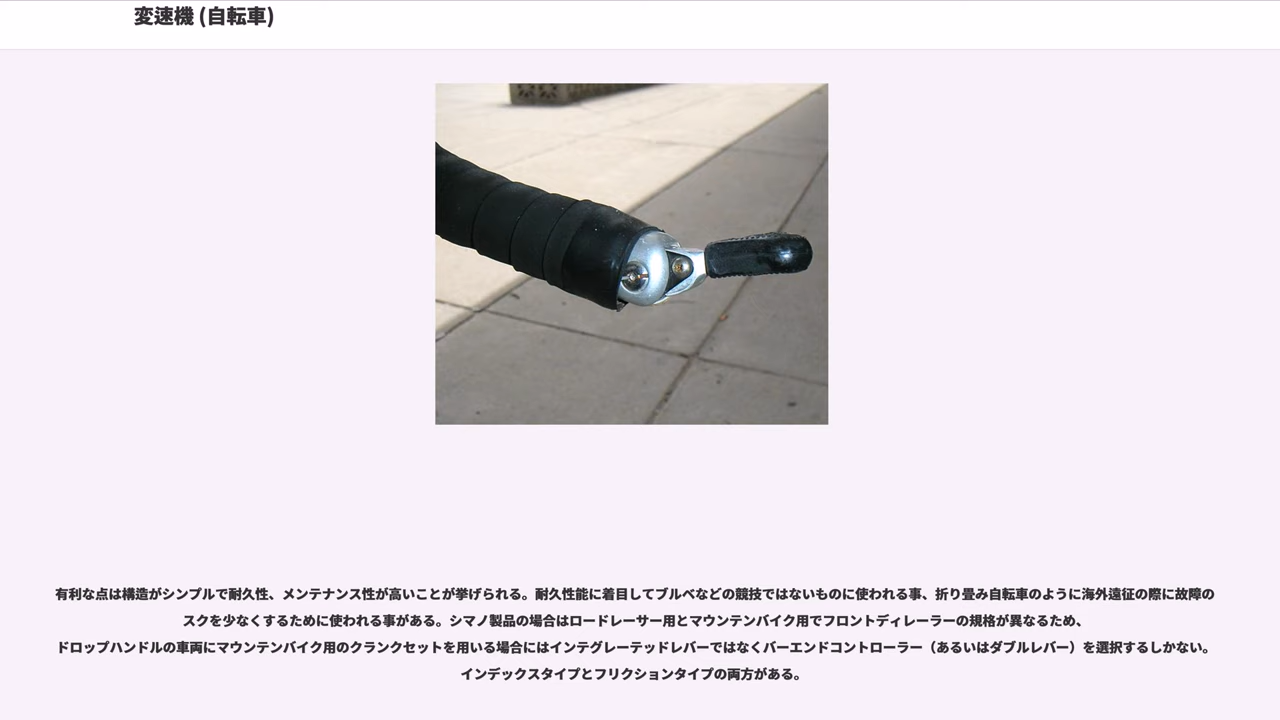 変速機 (自転車)
有利な点は構造がシンプルで耐久性、メンテナンス性が高いことが挙げられる。耐久性能に着目してブルベなどの競技ではないものに使われる事、折り畳み自転車のように海外遠征の際に故障の
スクを少なくするために使われる事がある。シマノ製品の場合はロードレーサー用とマウンテンバイク用でフロントディレーラーの規格が異なるため、
ドロップハンドルの車両にマウンテンバイク用のクランクセットを用いる場合にはインテグレーテッドレバーではなくバーエンドコントローラー（あるいはダブルレバー）を選択するしかない。
インデックスタイプとフリクションタイプの両方がある。